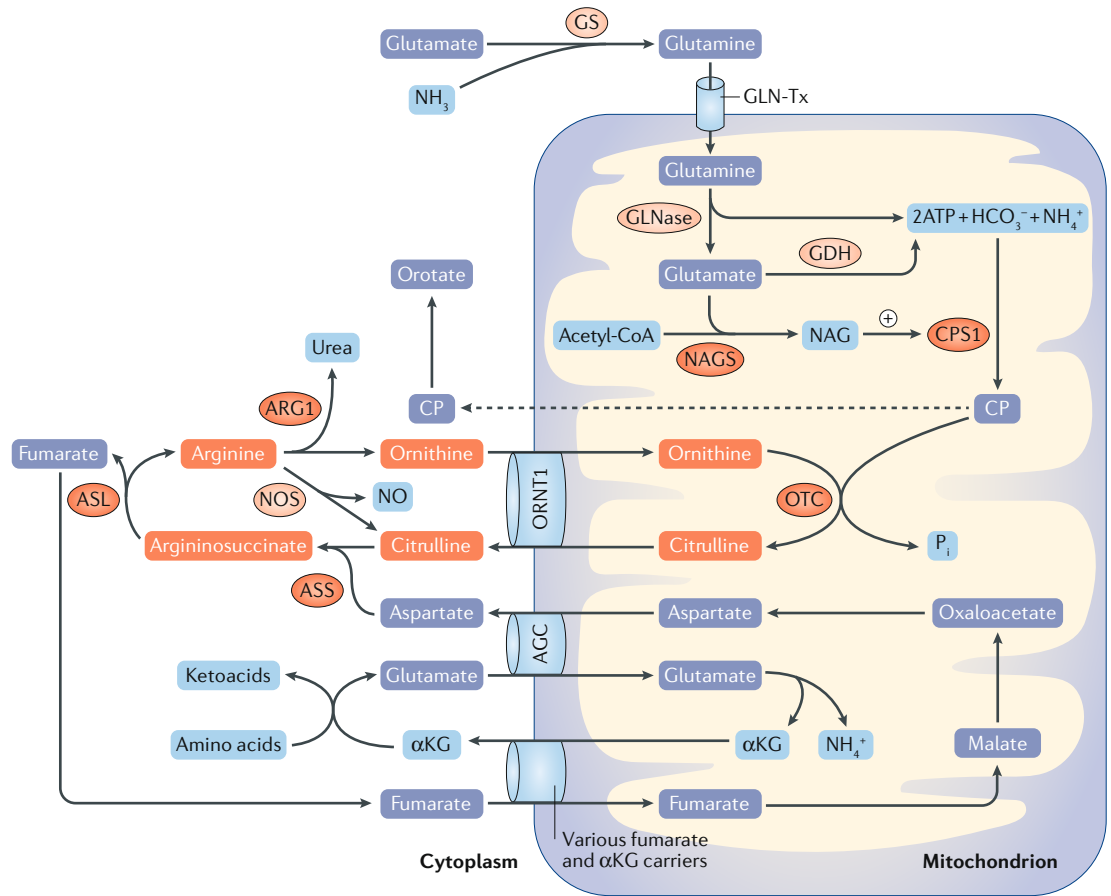 GS
Glutamate
Glutamine
NH₃
GLN-Tx
Glutamine
GLNase
2ATP + HCO₃⁻ + NH₄⁺
GDH
Glutamate
Orotate
Acetyl-CoA
NAG
+
CPS1
NAGS
Urea
ARG1
CP
CP
Fumarate
Arginine
Ornithine
Ornithine
ASL
NOS
NO
ORNT1
OTC
Argininosuccinate
Citrulline
Citrulline
Pᵢ
ASS
Aspartate
Aspartate
Oxaloacetate
AGC
Ketoacids
Glutamate
Glutamate
Amino acids
αKG
αKG
NH₄⁺
Malate
Fumarate
Fumarate
Various fumarate
and αKG carriers
Cytoplasm
Mitochondrion